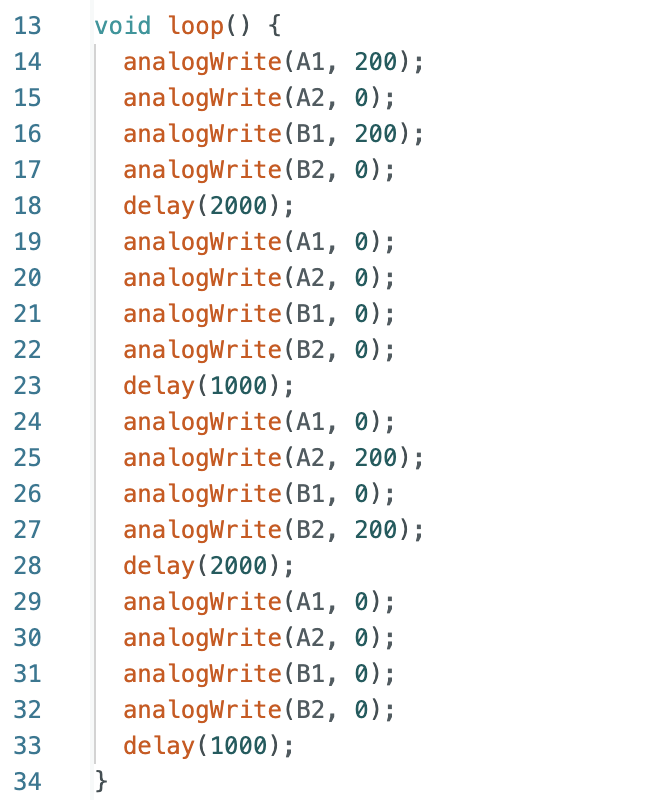 13 void loop() {
14 analogWrite(A1, 200);
15 analogWrite(A2, 0);
16 analogWrite(B1, 200);
17 analogWrite(B2, 0);
18 delay(2000);
19 analogWrite(A1, 0);
20 analogWrite(A2, 0);
21 analogWrite(B1, 0);
22 analogWrite(B2, 0);
23 delay(1000);
24 analogWrite(A1, 0);
25 analogWrite(A2, 200);
26 analogWrite(B1, 0);
27 analogWrite(B2, 200);
28 delay(2000);
29 analogWrite(A1, 0);
30 analogWrite(A2, 0);
31 analogWrite(B1, 0);
32 analogWrite(B2, 0);
33 delay(1000);
34 }